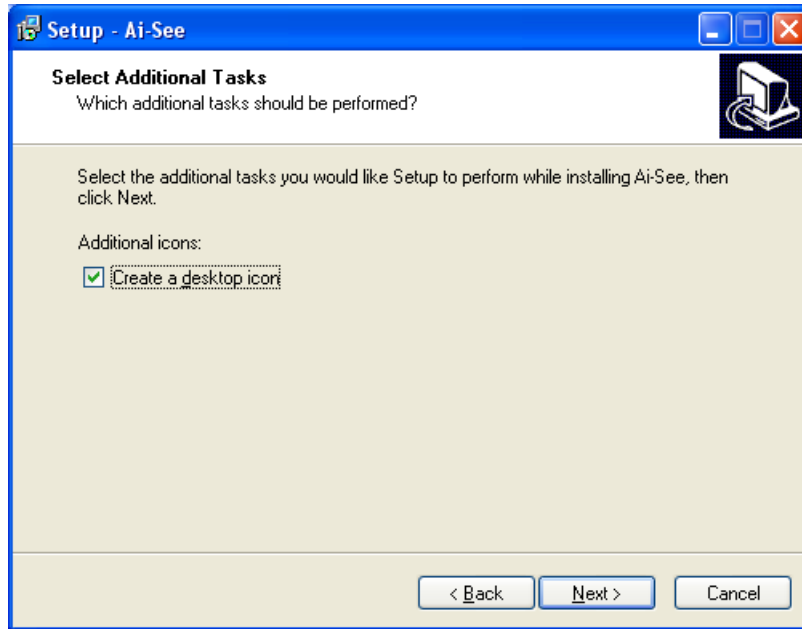 Setup - Ai-See
Select Additional Tasks
Which additional tasks should be performed?
Select the additional tasks you would like Setup to perform while installing Ai-See, then
click Next.
Additional icons:
Create a desktop icon
< Back
Next >
Cancel